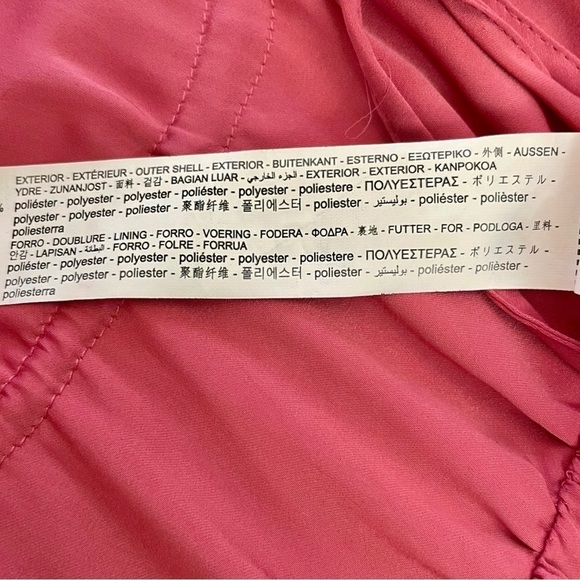 EXTERIOR - EXTÉRIEUR - OUTER SHELL - EXTERIOR - BUITENKANT - ESTERNO - ΕΞΩΤΕΡΙΚΟ - 外側 - AUSSEN -
YDRE - ZUNANJOST - 面料 - 겉감 - BAGIAN LUAR - الجزء الخارجي - EXTERIOR - EXTERIOR - KANPOKOA
% poliéster - polyester - polyester - polyester - poliestere - ΠΟΛΥΕΣΤΕΡΑΣ - ポリエステル -
polyester - polyester - poliester - 聚酯纤维 - 폴리에스터 - poliester - بوليستير - poliéster - polièster -
poliesterra
FORRO - DOUBLURE - LINING - FORRO - VOERING - FODERA - ΦΟΔΡΑ - 裏地 - FUTTER - FOR - PODLOGA - 里料 -
안감 - LAPISAN - البطانة - FORRO - FOLRE - FORRUA
poliéster - polyester - polyester - poliéster - polyester - poliestere - ΠΟΛΥΕΣΤΕΡΑΣ - ポリエステル -
polyester - polyester - poliester - 聚酯纤维 - 폴리에스터 - poliester - بوليستير - poliéster - polièster -
poliesterra